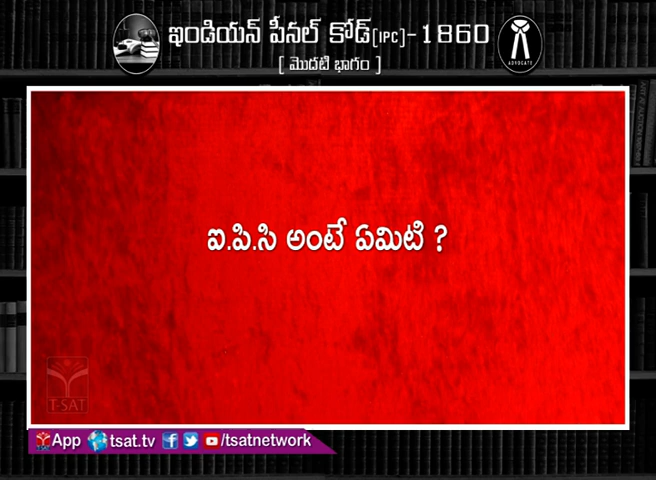 ఇండియన్ పీనల్ కోడ్(IPC)-1860
[ మొదటి భాగం ]
ADVOCATE
ఐ.పి.సి అంటే ఏమిటి ?
T-SAT
App tsat.tv /tsatnetwork